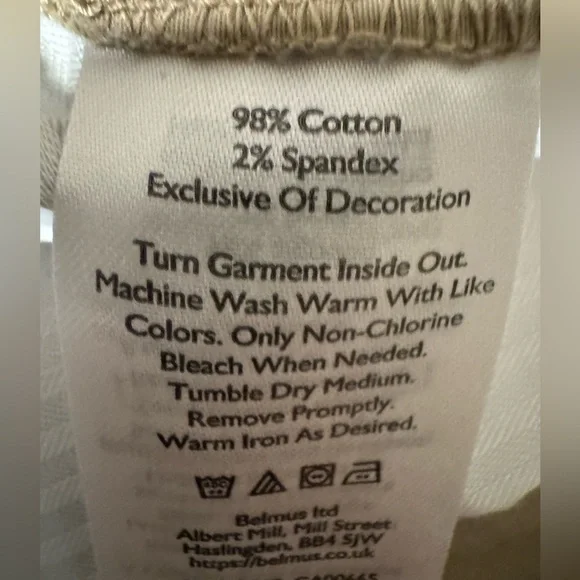 98% Cotton
2% Spandex
Exclusive Of Decoration
Turn Garment Inside Out.
Machine Wash Warm With Like
Colors. Only Non-Chlorine
Bleach When Needed.
Tumble Dry Medium.
Remove Promptly.
Warm Iron As Desired.
Belmus ltd
Albert Mill, Mill Street
Haslingden, BB4 5JW
https://belmus.co.uk